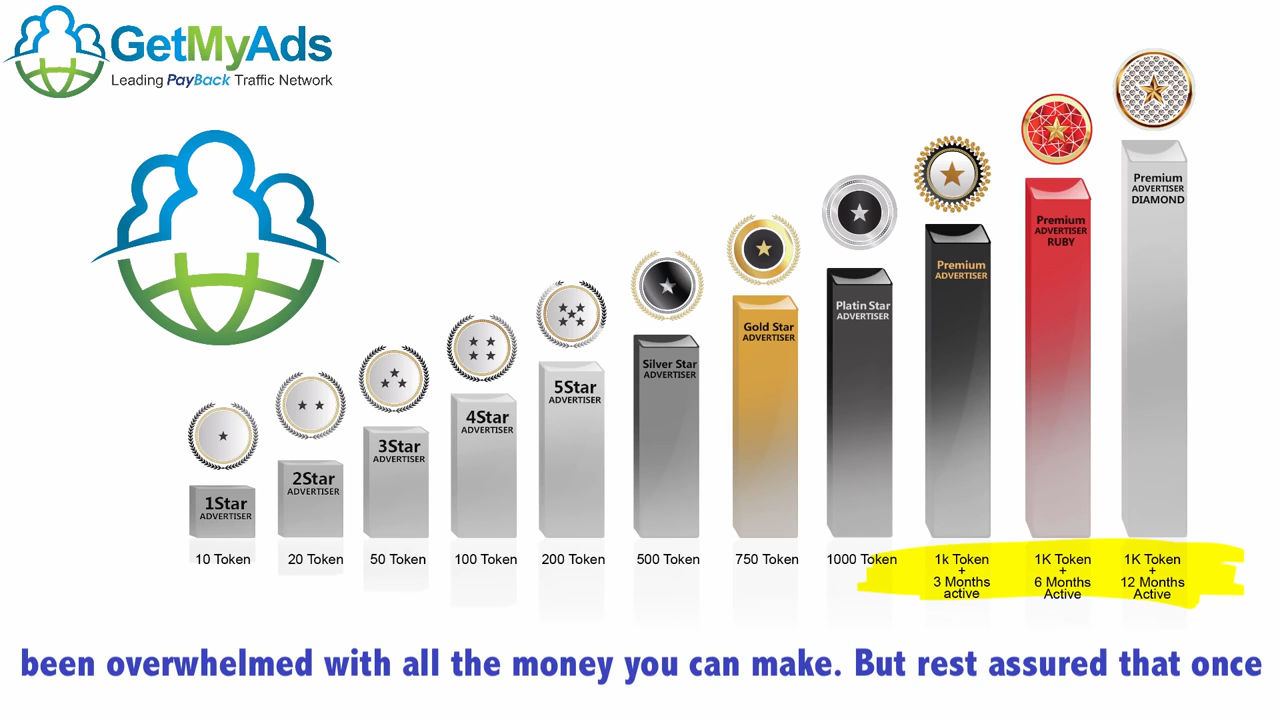 GetMyAds
Leading PayBack Traffic Network
1Star
ADVERTISER
10 Token
2Star
ADVERTISER
20 Token
3Star
ADVERTISER
50 Token
4Star
ADVERTISER
100 Token
5Star
ADVERTISER
200 Token
Silver Star
ADVERTISER
500 Token
Gold Star
ADVERTISER
750 Token
Platin Star
ADVERTISER
1000 Token
Premium
ADVERTISER
1k Token
+
3 Months
active
Premium
ADVERTISER
RUBY
1K Token
+
6 Months
Active
Premium
ADVERTISER
DIAMOND
1K Token
+
12 Months
Active
been overwhelmed with all the money you can make. But rest assured that once